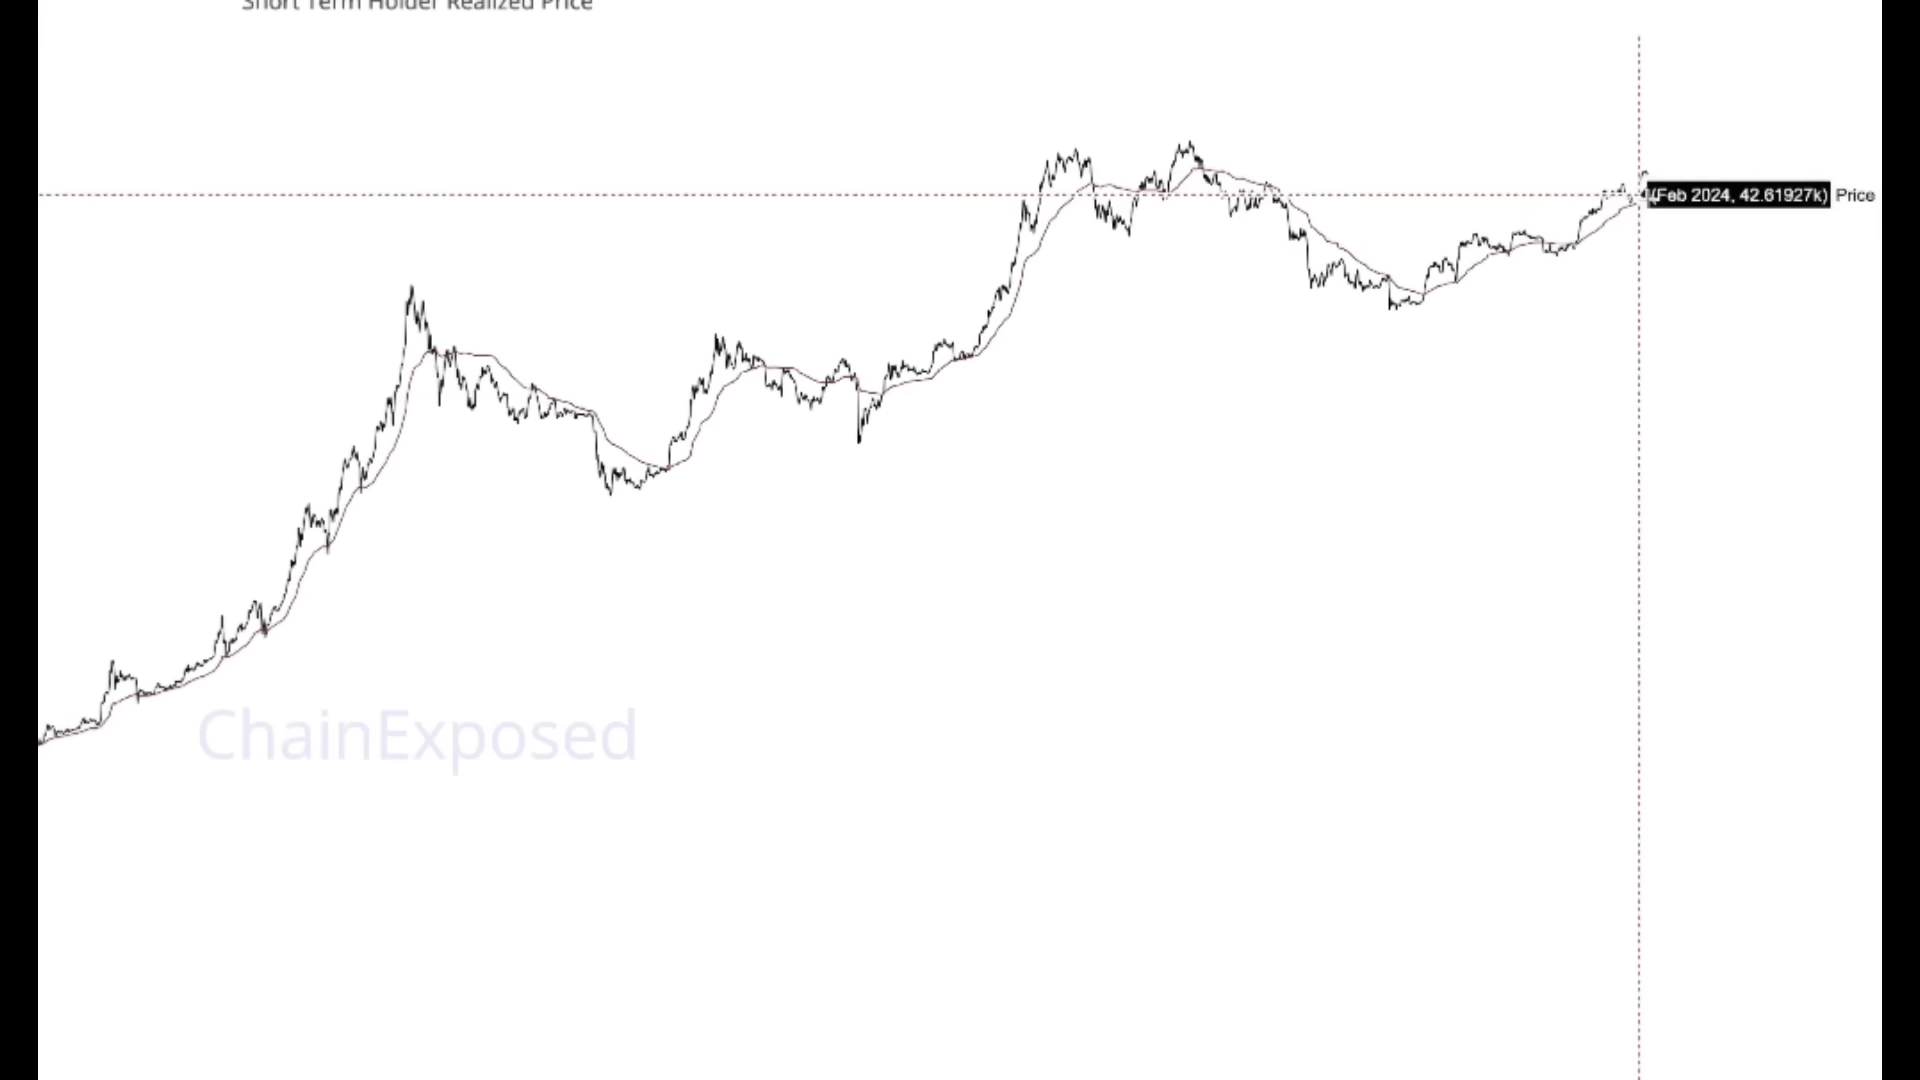 Short Term Holder Realized Price
(Feb 2024, 42.61927k) Price
ChainExposed